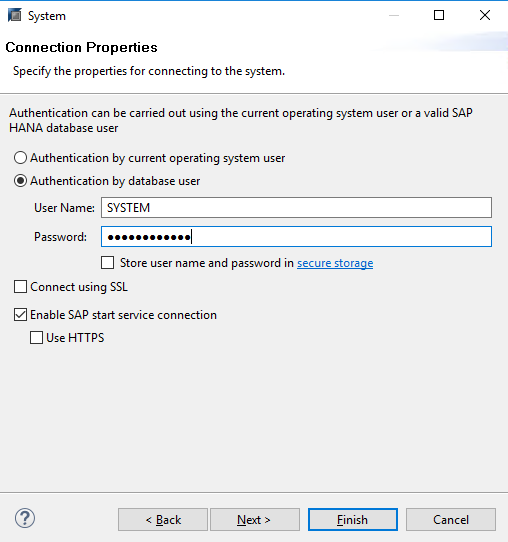 System
Connection Properties
Specify the properties for connecting to the system.
Authentication can be carried out using the current operating system user or a valid SAP
HANA database user
Authentication by current operating system user
Authentication by database user
User Name: SYSTEM
Password: ●●●●●●●●●●●●
Store user name and password in secure storage
Connect using SSL
Enable SAP start service connection
Use HTTPS
? < Back Next > Finish Cancel